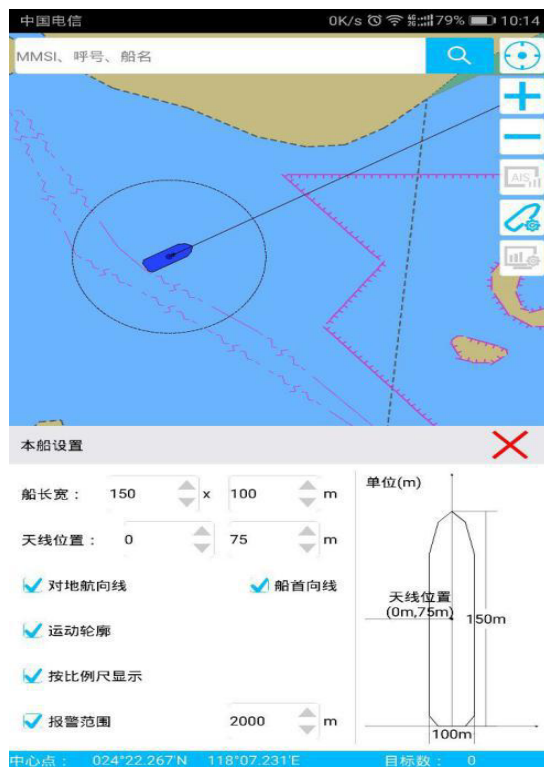 中国电信 0K/s 79% 10:14
MMSI、呼号、船名
AIS
本船设置
船长宽： 150 x 100 m
天线位置： 0 75 m
对地航向线 船首向线
运动轮廓
按比例尺显示
报警范围 2000 m
单位(m)
天线位置
(0m,75m)
150m
100m
中心点： 024°22.267'N 118°07.231'E 目标数： 0